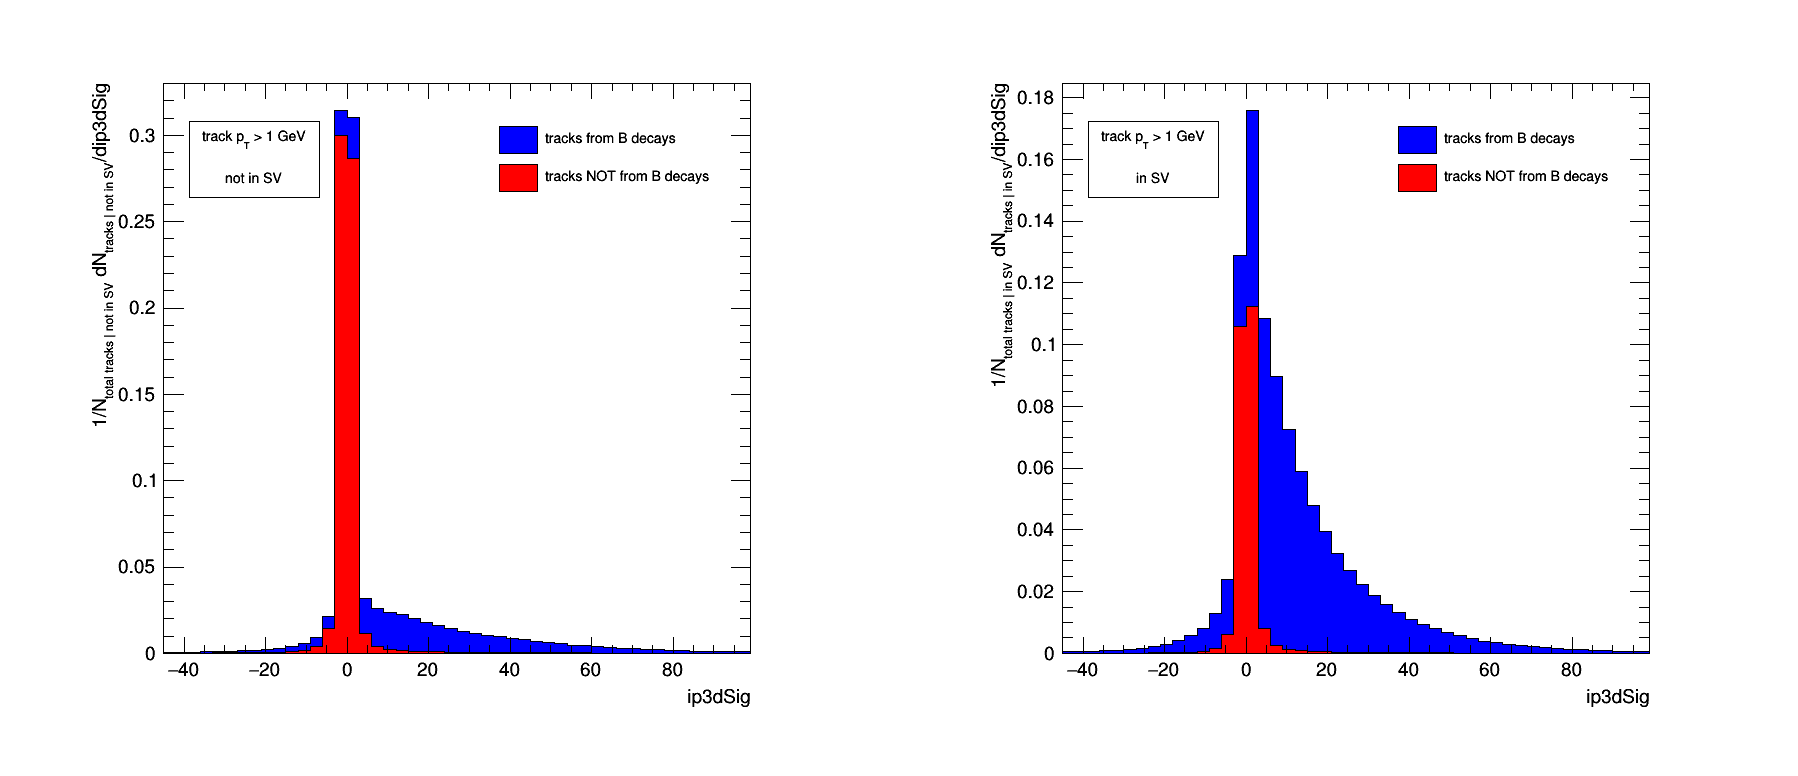 1/N_total tracks | not in SV dN_tracks | not in SV/dip3dSig
0.3
0.25
0.2
0.15
0.1
0.05
0
track p_T > 1 GeV
not in SV
tracks from B decays
tracks NOT from B decays
−40 −20 0 20 40 60 80
ip3dSig
1/N_total tracks | in SV dN_tracks | in SV/dip3dSig
0.18
0.16
0.14
0.12
0.1
0.08
0.06
0.04
0.02
0
track p_T > 1 GeV
in SV
tracks from B decays
tracks NOT from B decays
−40 −20 0 20 40 60 80
ip3dSig